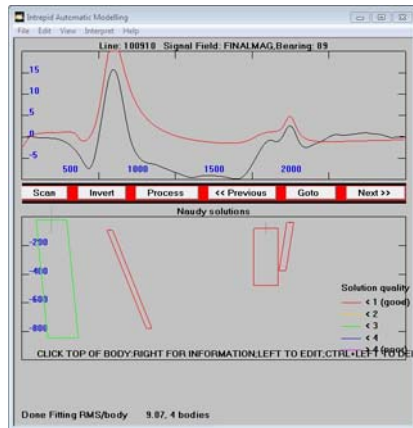 Intrepid Automatic Modelling
File Edit View Interpret Help
Line: 100910 Signal Field: FINALMAG,Bearing: 89
15
10
5
0
-5
500 1000 1500 2000
Scan Invert Process << Previous Goto Next >>
Naudy solutions
-200
-400
-600
-800
Solution quality
< 1 (good)
< 2
< 3
< 4
> 4 (poor)
CLICK TOP OF BODY:RIGHT FOR INFORMATION;LEFT TO EDIT;CTRL+LEFT TO DE
Done Fitting RMS/body 9.07, 4 bodies